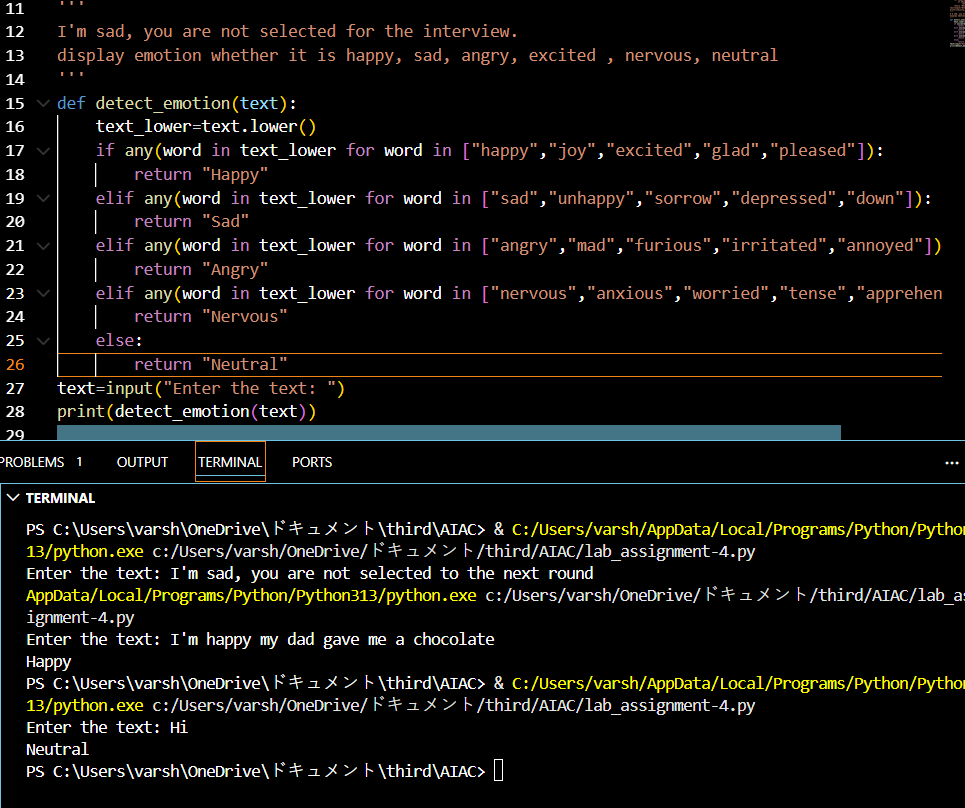 11 '''
12 I'm sad, you are not selected for the interview.
13 display emotion whether it is happy, sad, angry, excited , nervous, neutral
14 '''
15 def detect_emotion(text):
16 text_lower=text.lower()
17 if any(word in text_lower for word in ["happy","joy","excited","glad","pleased"]):
18 return "Happy"
19 elif any(word in text_lower for word in ["sad","unhappy","sorrow","depressed","down"]):
20 return "Sad"
21 elif any(word in text_lower for word in ["angry","mad","furious","irritated","annoyed"])
22 return "Angry"
23 elif any(word in text_lower for word in ["nervous","anxious","worried","tense","apprehen
24 return "Nervous"
25 else:
26 return "Neutral"
27 text=input("Enter the text: ")
28 print(detect_emotion(text))
29
PROBLEMS 1 OUTPUT TERMINAL PORTS ...
TERMINAL
PS C:\Users\varsh\OneDrive\ドキュメント\third\AIAC> & C:/Users/varsh/AppData/Local/Programs/Python/Python
13/python.exe c:/Users/varsh/OneDrive/ドキュメント/third/AIAC/lab_assignment-4.py
Enter the text: I'm sad, you are not selected to the next round
AppData/Local/Programs/Python/Python313/python.exe c:/Users/varsh/OneDrive/ドキュメント/third/AIAC/lab_as
ignment-4.py
Enter the text: I'm happy my dad gave me a chocolate
Happy
PS C:\Users\varsh\OneDrive\ドキュメント\third\AIAC> & C:/Users/varsh/AppData/Local/Programs/Python/Python
13/python.exe c:/Users/varsh/OneDrive/ドキュメント/third/AIAC/lab_assignment-4.py
Enter the text: Hi
Neutral
PS C:\Users\varsh\OneDrive\ドキュメント\third\AIAC>